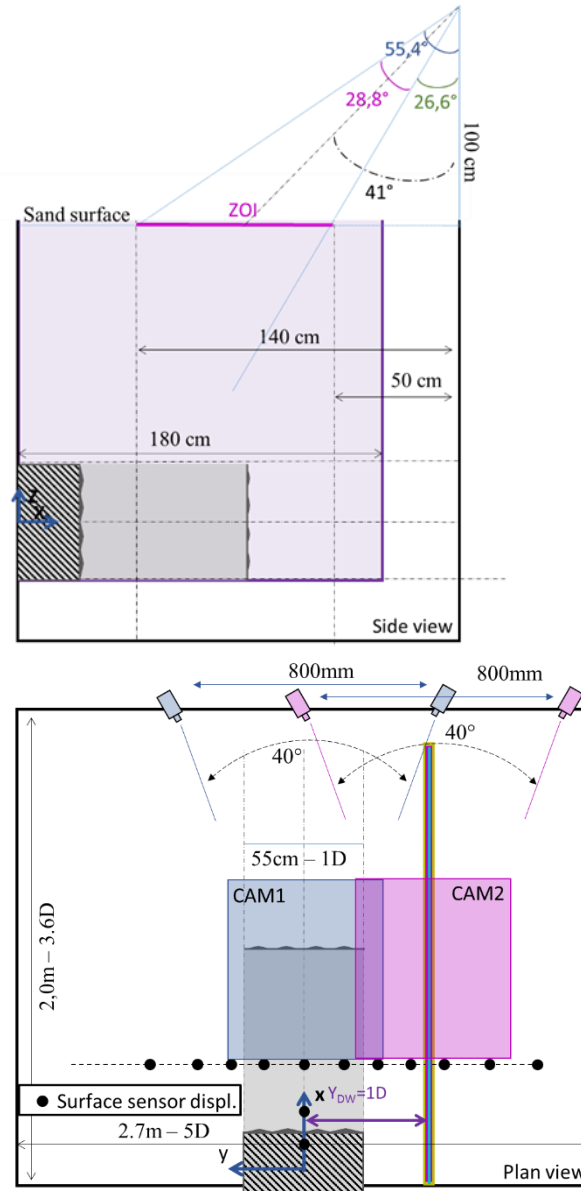 55,4°
28,8°
26,6°
100 cm
41°
Sand surface
ZOI
140 cm
50 cm
180 cm
Z
X
Side view
800mm
800mm
40°
40°
55cm – 1D
CAM1
CAM2
2,0m – 3.6D
Surface sensor displ.
x
Y_DW=1D
2.7m – 5D
y
Plan view